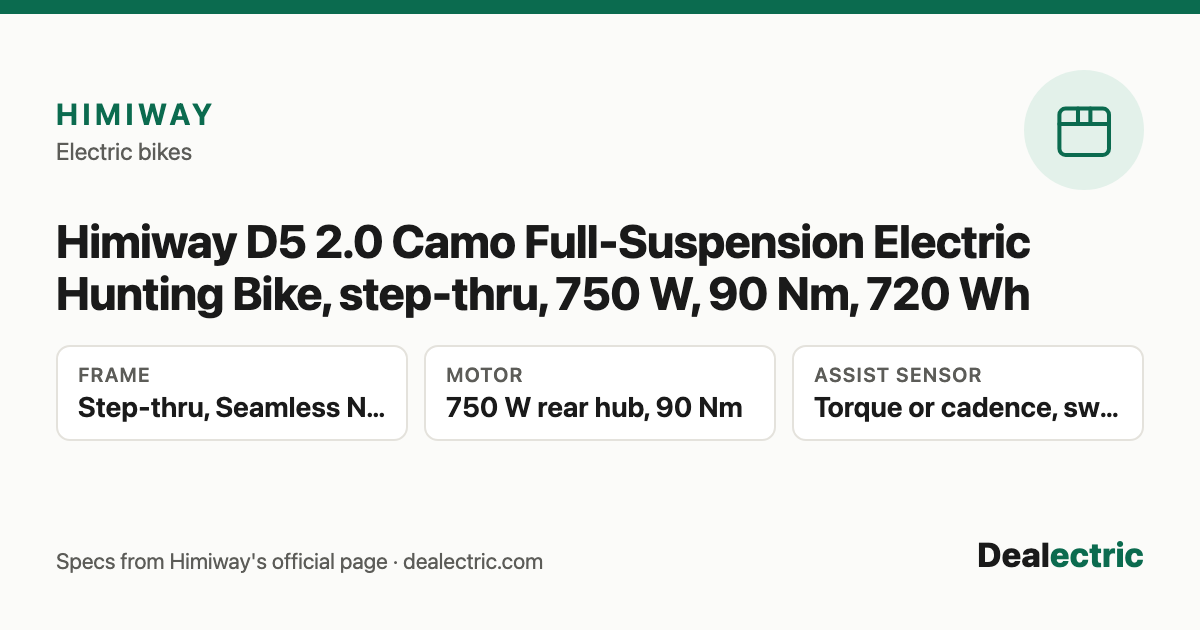 HIMIWAY
Electric bikes
Himiway D5 2.0 Camo Full-Suspension Electric
Hunting Bike, step-thru, 750 W, 90 Nm, 720 Wh
FRAME
Step-thru, Seamless N...
MOTOR
750 W rear hub, 90 Nm
ASSIST SENSOR
Torque or cadence, sw...
Specs from Himiway's official page · dealectric.com
Dealectric